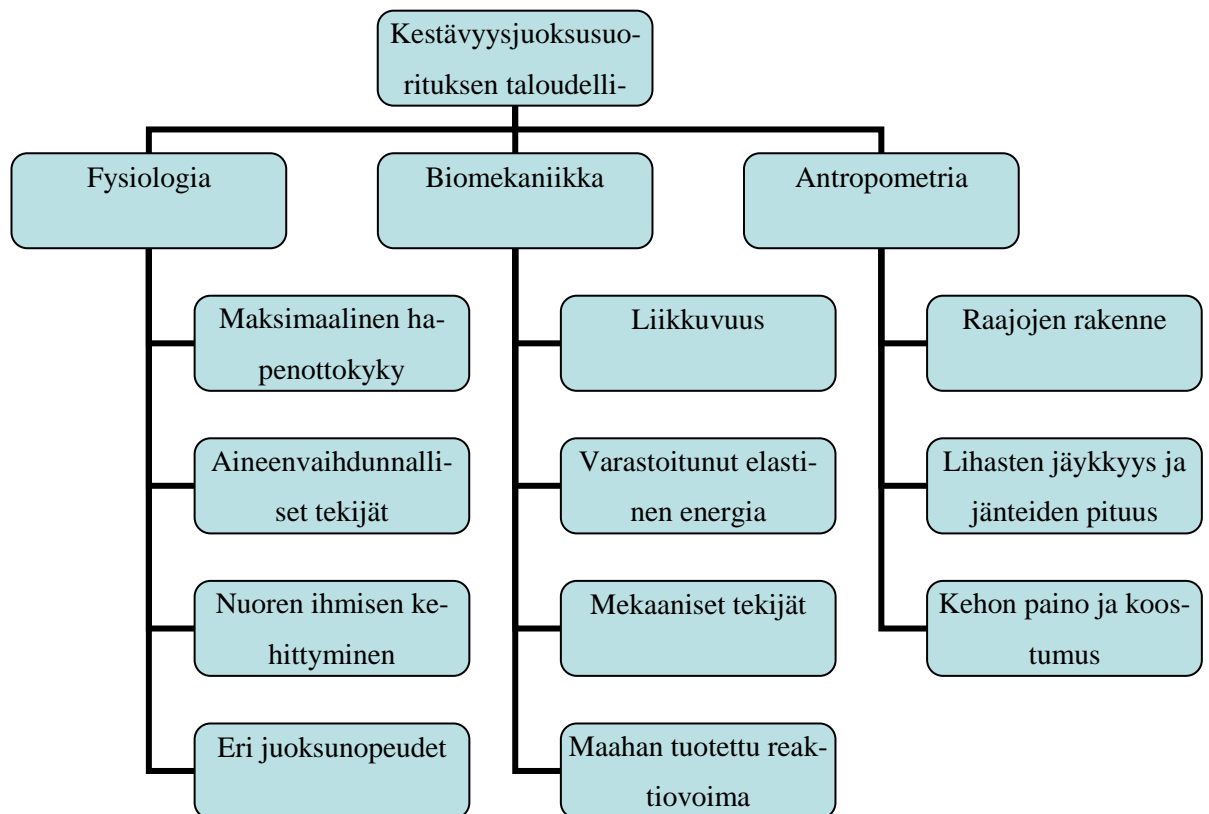 Kestävyysjuoksusuo-
rituksen taloudelli-
Fysiologia
Biomekaniikka
Antropometria
Maksimaalinen ha-
penottokyky
Liikkuvuus
Raajojen rakenne
Aineenvaihdunnalli-
set tekijät
Varastoitunut elasti-
nen energia
Lihasten jäykkyys ja
jänteiden pituus
Nuoren ihmisen ke-
hittyminen
Mekaaniset tekijät
Kehon paino ja koos-
tumus
Eri juoksunopeudet
Maahan tuotettu reak-
tiovoima